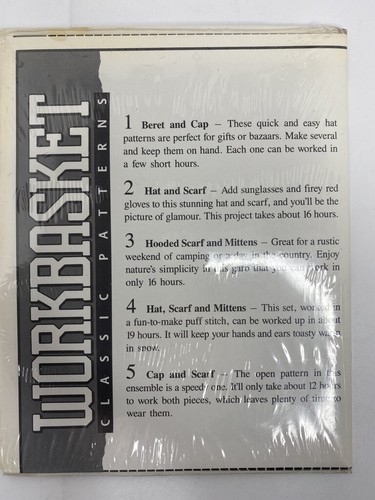 WORKBASKET
CLASSIC PATTERNS
1 Beret and Cap — These quick and easy hat
patterns are perfect for gifts or bazaars. Make several
and keep them on hand. Each one can be worked in
a few short hours.
2 Hat and Scarf — Add sunglasses and firey red
gloves to this stunning hat and scarf, and you'll be the
picture of glamour. This project takes about 16 hours.
3 Hooded Scarf and Mittens — Great for a rustic
weekend of camping or a day in the country. Enjoy
nature's simplicity in this garb that you can work in
only 16 hours.
4 Hat, Scarf and Mittens — This set, worked in
a fun-to-make puff stitch, can be worked up in about
19 hours. It will keep your hands and ears toasty when
in snow.
5 Cap and Scarf — The open pattern in this
ensemble is a speedy one. It'll only take about 12 hours
to work both pieces, which leaves plenty of time to
wear them.